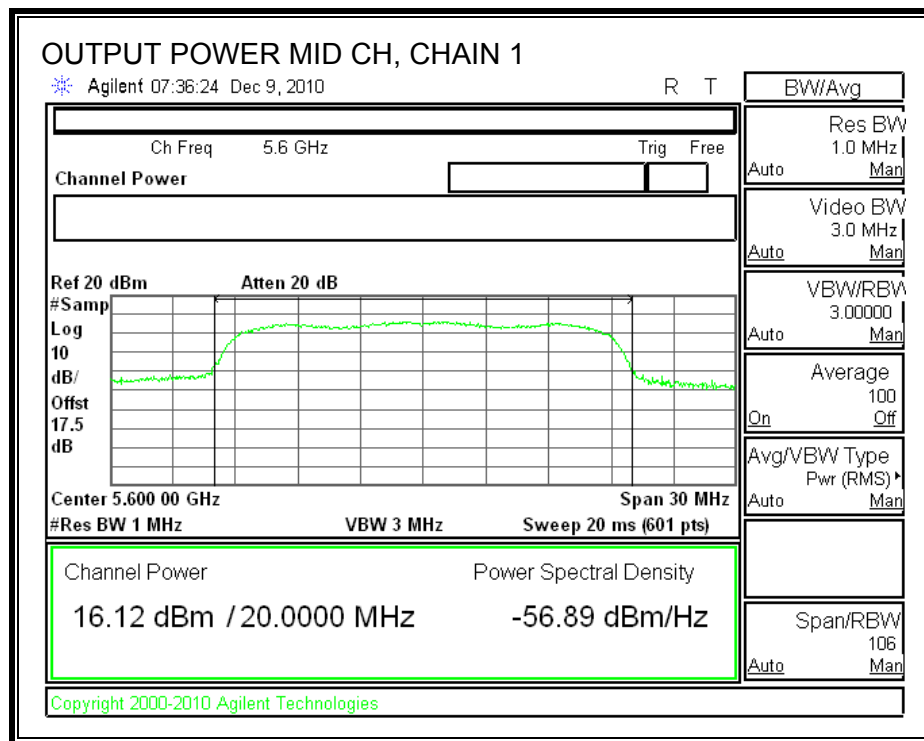 OUTPUT POWER MID CH, CHAIN 1
Agilent 07:36:24 Dec 9, 2010 R T
Ch Freq 5.6 GHz Trig Free
Channel Power
Ref 20 dBm Atten 20 dB
#Samp
Log
10
dB/
Offst
17.5
dB
Center 5.600 00 GHz Span 30 MHz
#Res BW 1 MHz VBW 3 MHz Sweep 20 ms (601 pts)
Channel Power Power Spectral Density
16.12 dBm / 20.0000 MHz -56.89 dBm/Hz
Copyright 2000-2010 Agilent Technologies
BW/Avg
Res BW
1.0 MHz
Auto Man
Video BW
3.0 MHz
Auto Man
VBW/RBW
3.00000
Auto Man
Average
100
On Off
Avg/VBW Type
Pwr (RMS)
Auto Man
Span/RBW
106
Auto Man